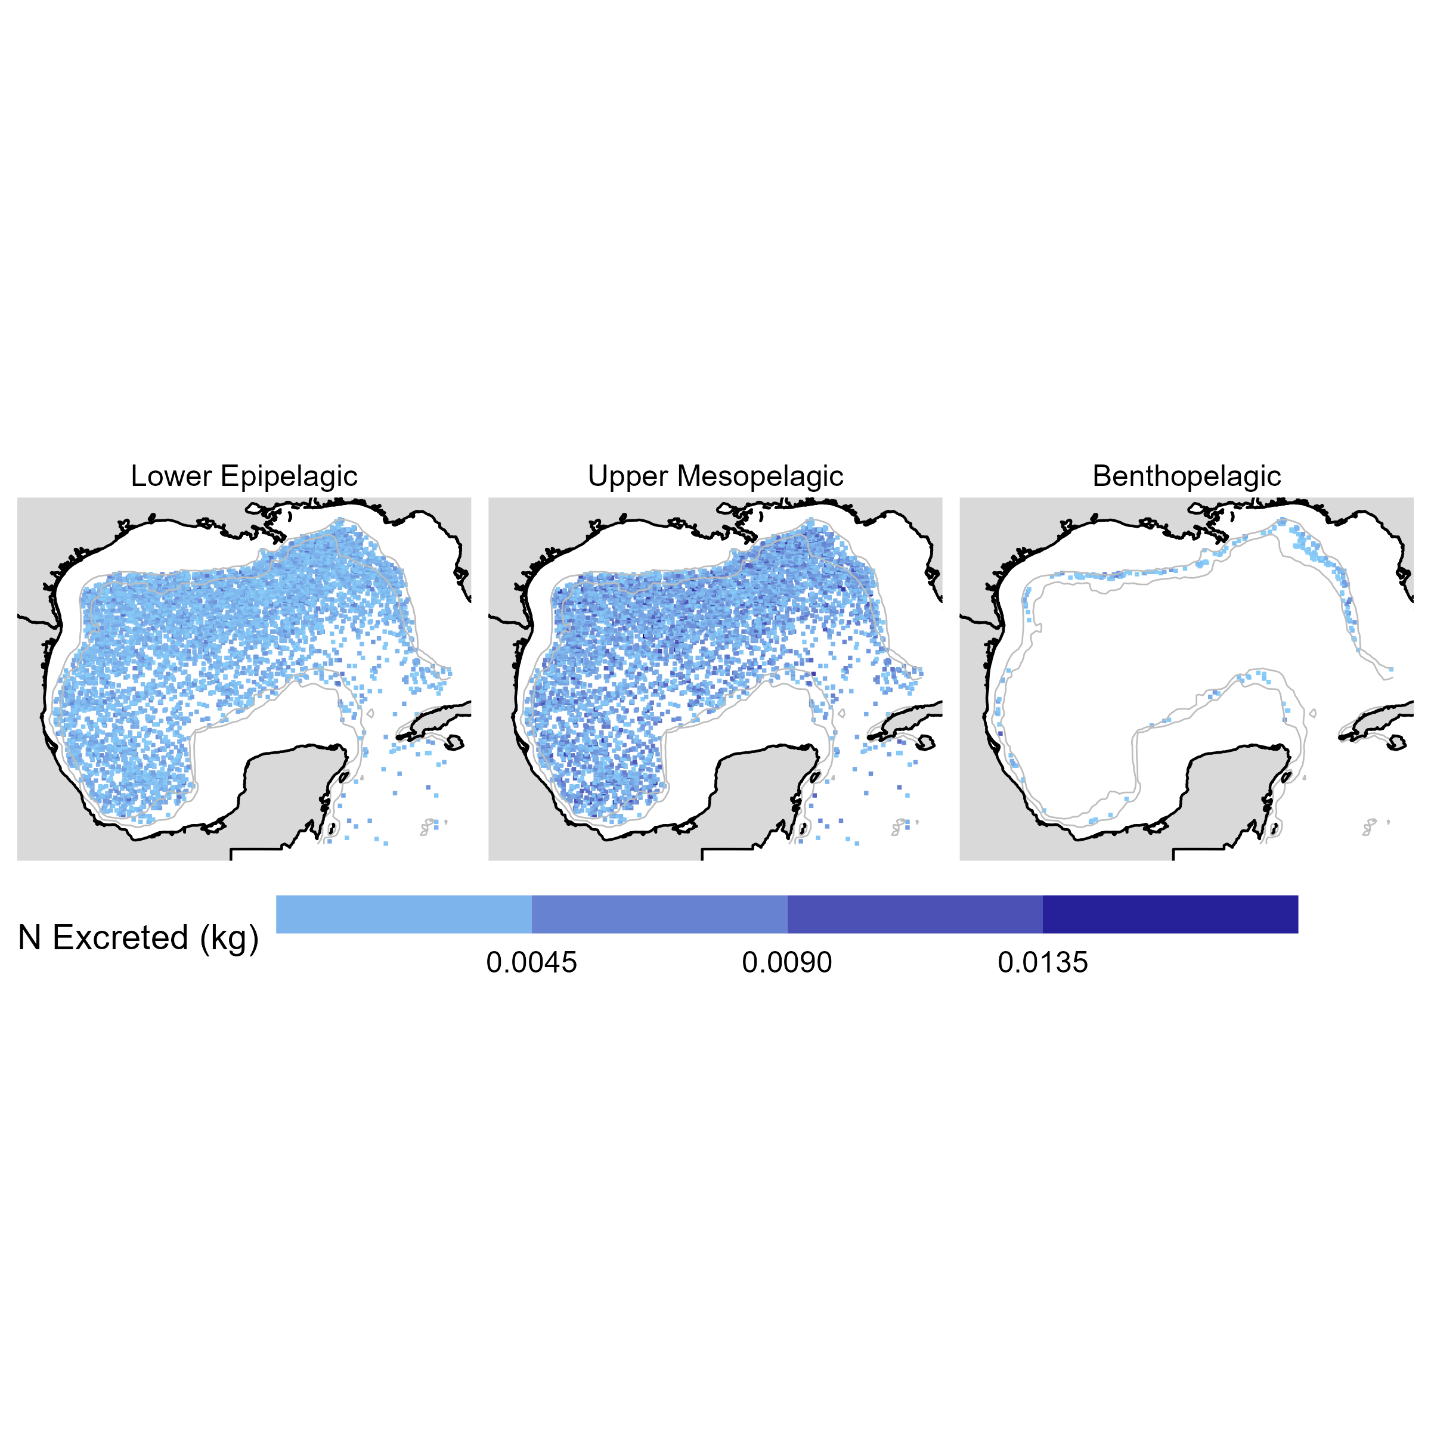 Lower Epipelagic
Upper Mesopelagic
Benthopelagic
N Excreted (kg)
0.0045
0.0090
0.0135